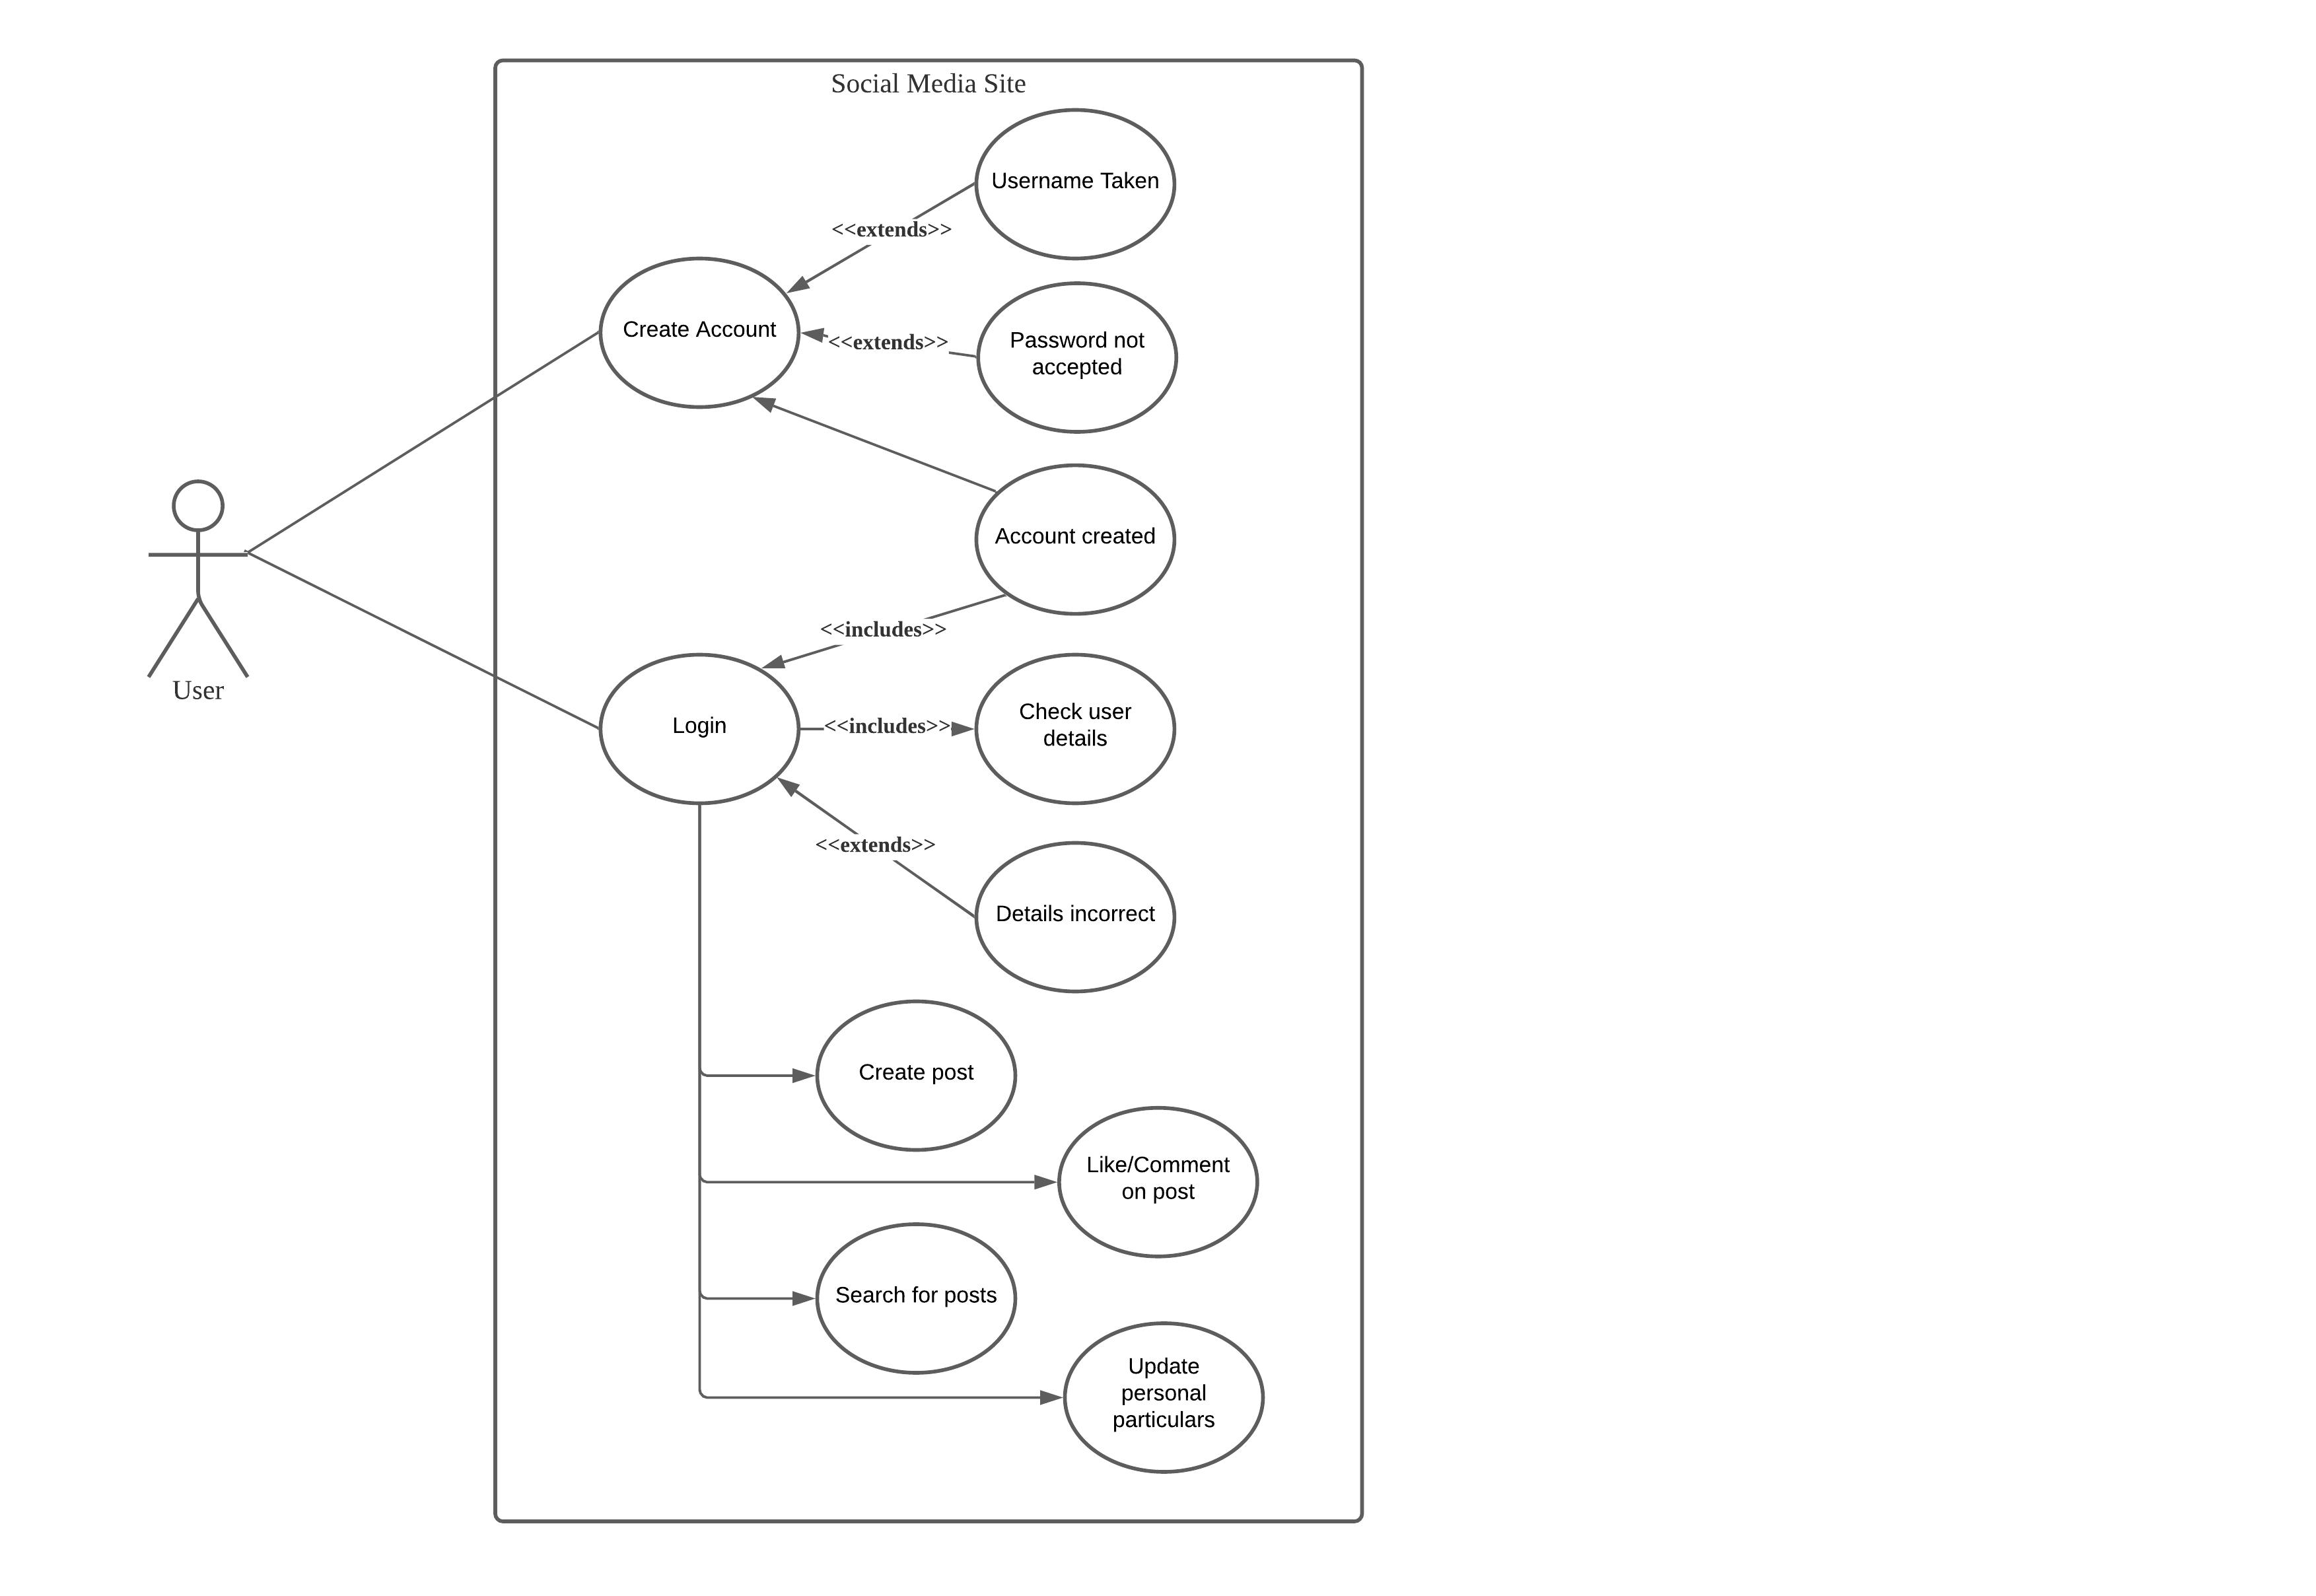 Social Media Site
Username Taken
<<extends>>
Create Account
<<extends>>
Password not
accepted
Account created
<<includes>>
User
Login
<<includes>>
Check user
details
<<extends>>
Details incorrect
Create post
Like/Comment
on post
Search for posts
Update
personal
particulars